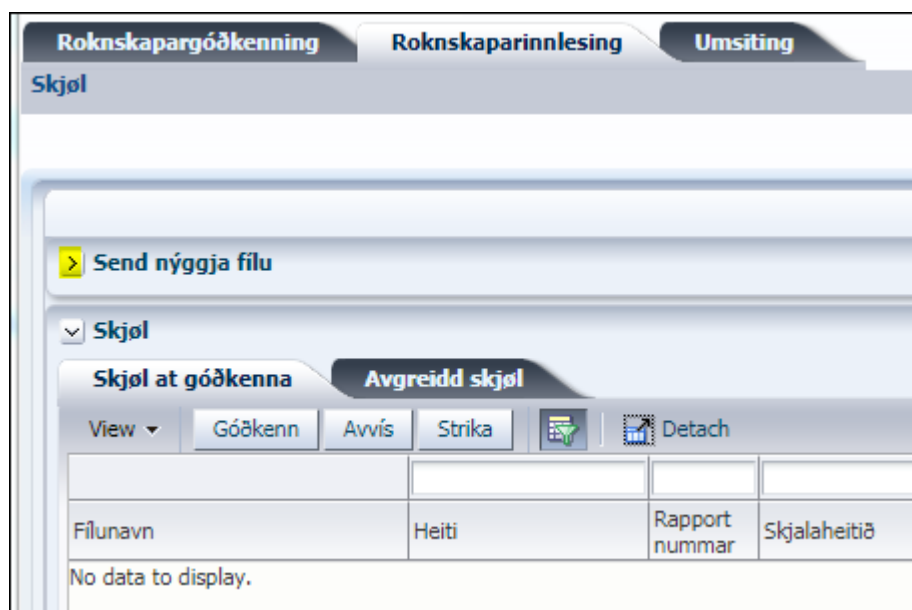 Roknskapargóðkenning Roknskaparinnlesing Umsiting
Skjøl
Send nýggja fílu
Skjøl
Skjøl at góðkenna Avgreidd skjøl
View Góðkenn Avvís Strika Detach
Fílunavn Heiti Rapport nummar Skjalaheitið
No data to display.